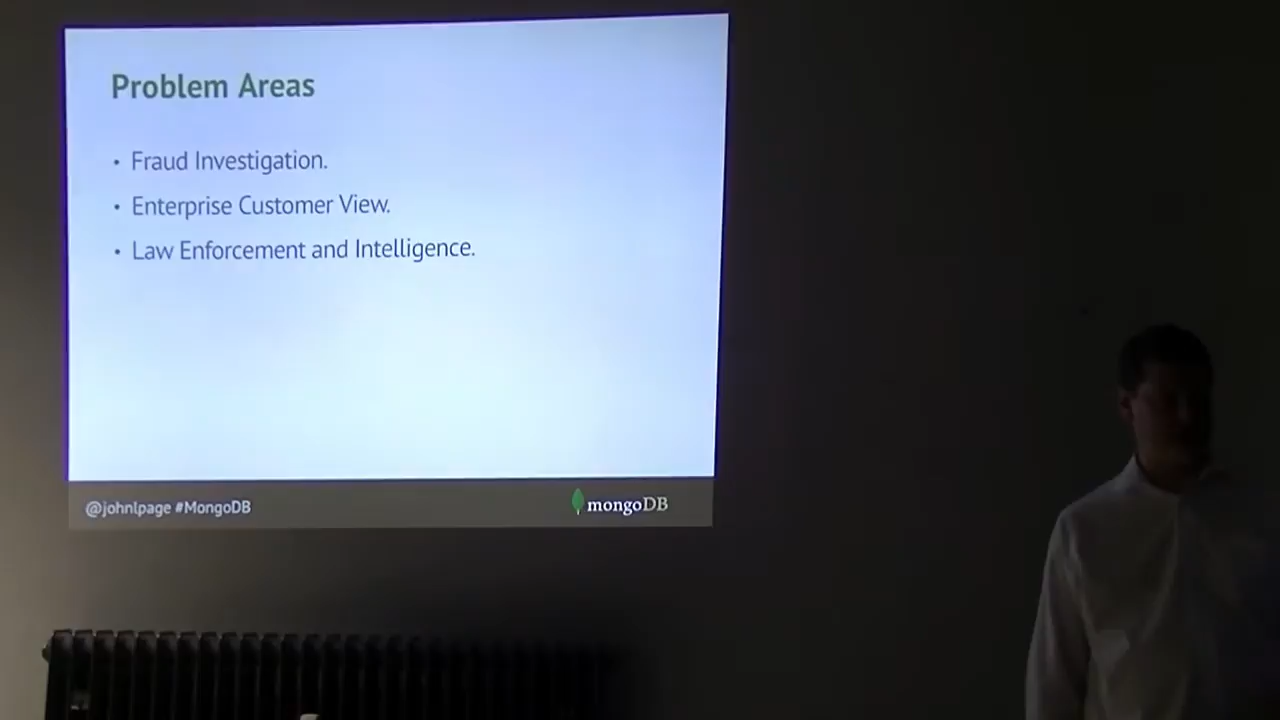 Problem Areas
• Fraud Investigation.
• Enterprise Customer View.
• Law Enforcement and Intelligence.
@johnlpage #MongoDB
mongoDB